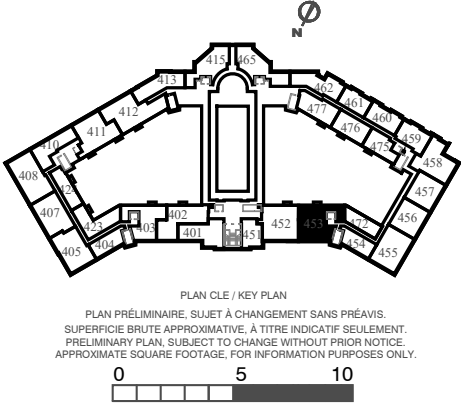 N
415 465
413 462
412 477 461
411 476 460
410 475 459
408 458
424 457
407 456
423 403 402 452 453 472
405 404 401 451 454 455
PLAN CLE / KEY PLAN
PLAN PRÉLIMINAIRE, SUJET À CHANGEMENT SANS PRÉAVIS.
SUPERFICIE BRUTE APPROXIMATIVE, À TITRE INDICATIF SEULEMENT.
PRELIMINARY PLAN, SUBJECT TO CHANGE WITHOUT PRIOR NOTICE.
APPROXIMATE SQUARE FOOTAGE, FOR INFORMATION PURPOSES ONLY.
0 5 10